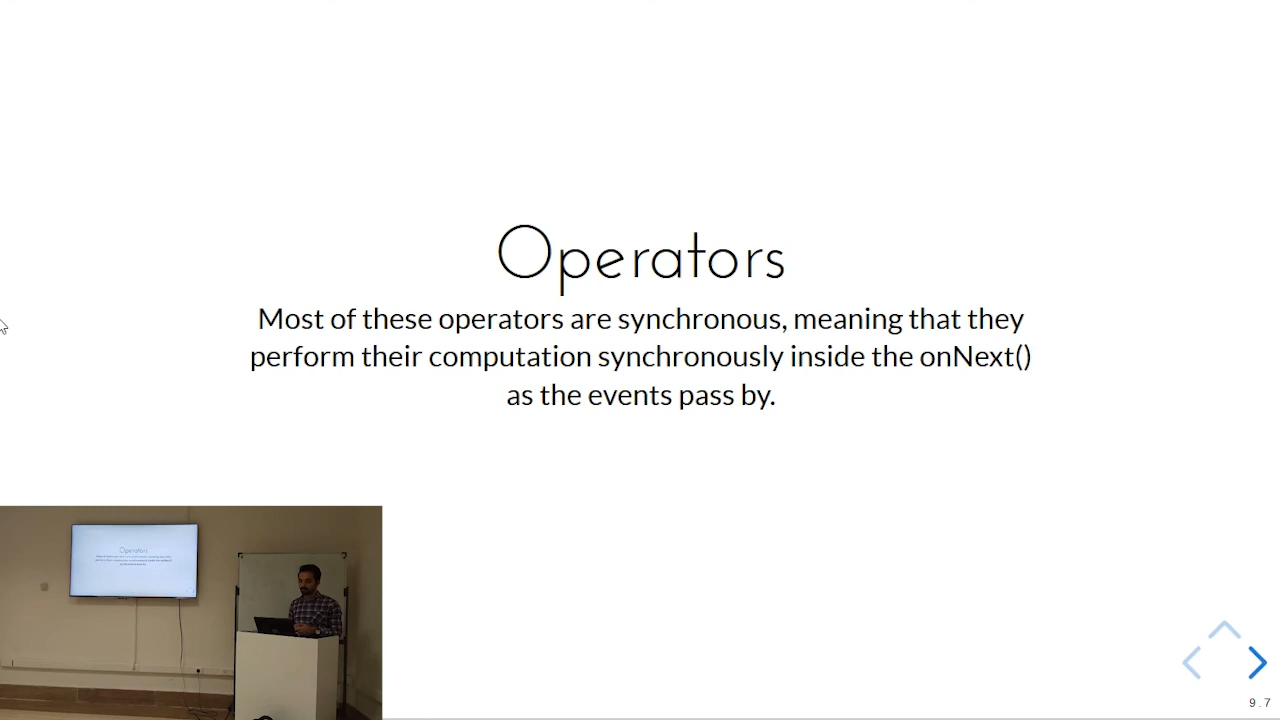 Operators
Most of these operators are synchronous, meaning that they
perform their computation synchronously inside the onNext()
as the events pass by.
Operators
9.7